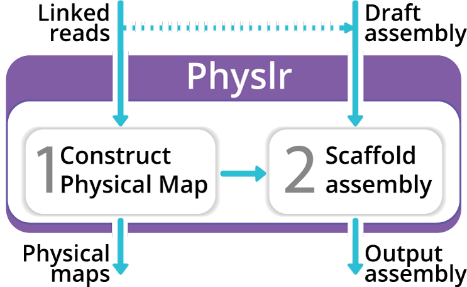 Linked
reads
Draft
assembly
Physlr
1
Construct
Physical Map
2
Scaffold
assembly
Physical
maps
Output
assembly